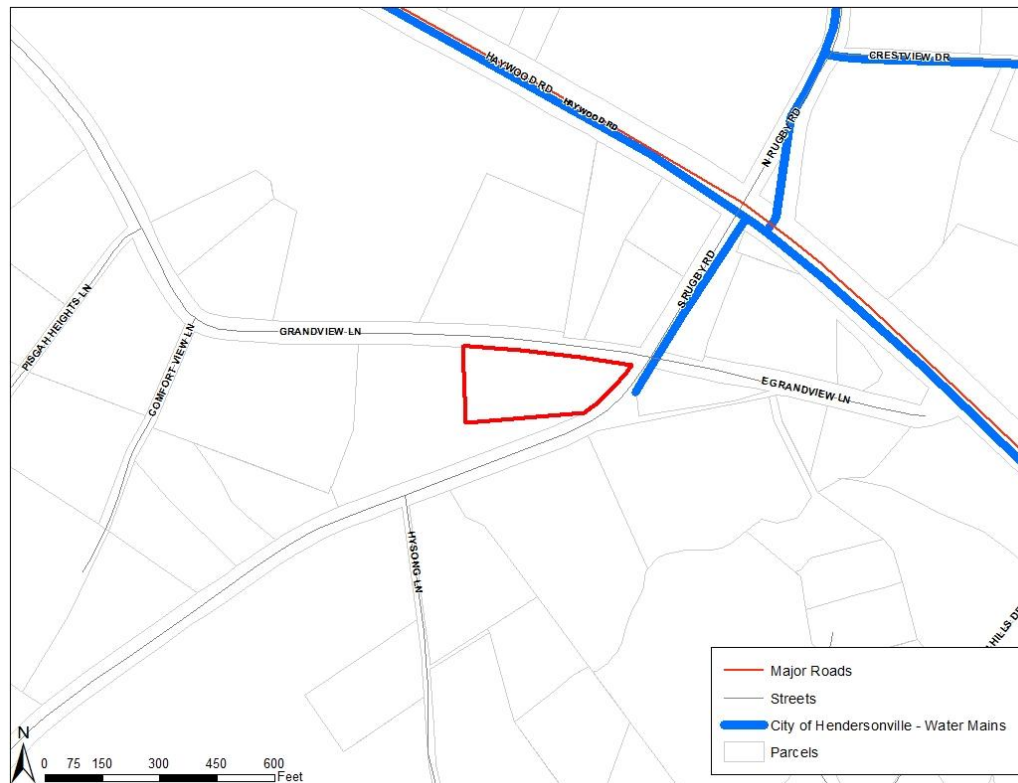 HAYWOOD RD
HAYWOOD RD
CRESTVIEW DR
N RUGBY RD
S RUGBY RD
PISGAH HEIGHTS LN
COMFORT VIEW LN
GRANDVIEW LN
E GRANDVIEW LN
HYSONG LN
HILLS DR
Major Roads
Streets
City of Hendersonville - Water Mains
Parcels
N
0 75 150 300 450 600
Feet